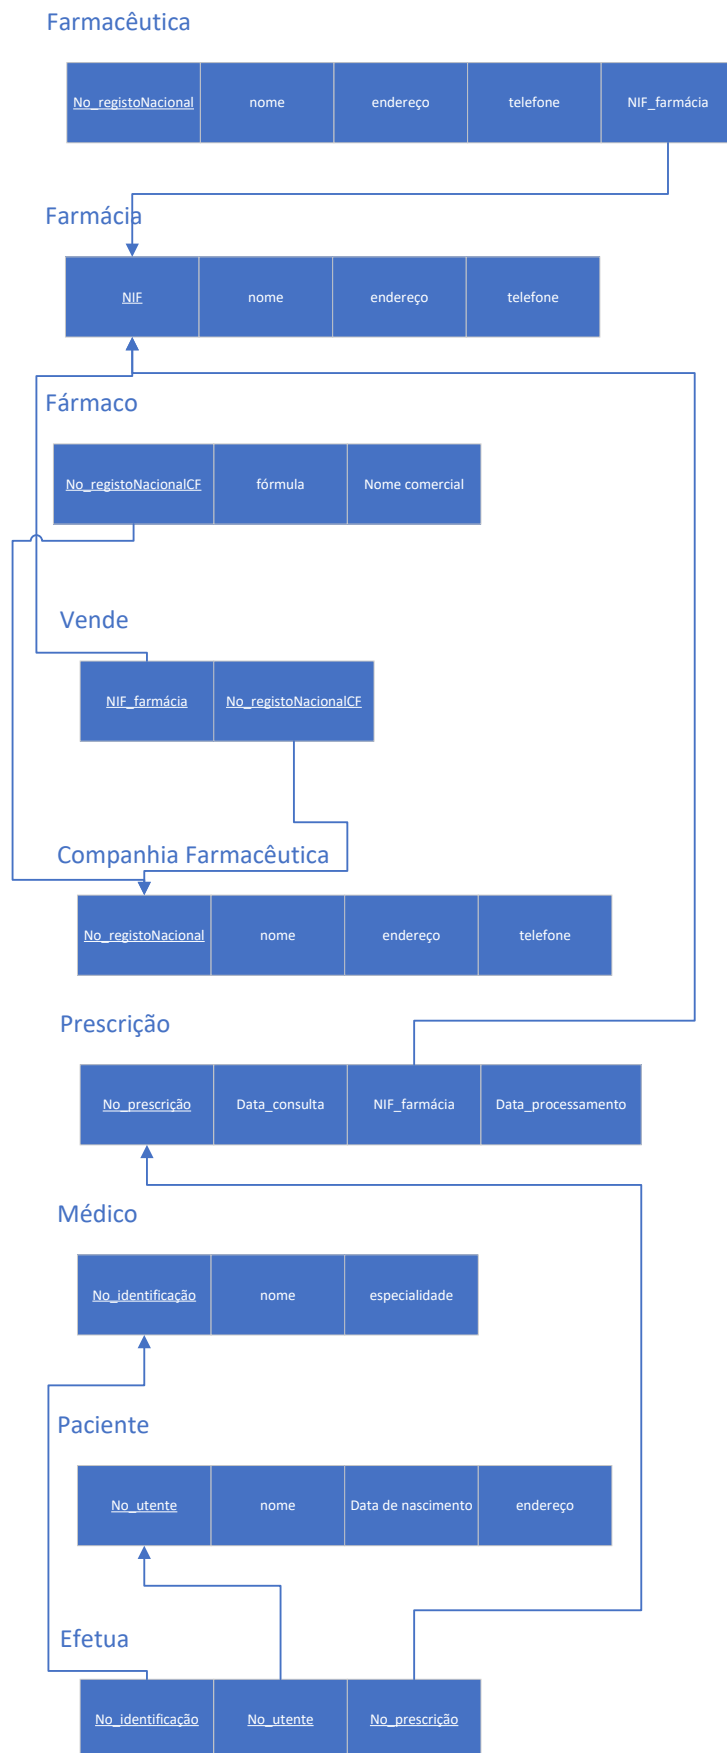 Farmacêutica
No_registoNacional nome endereço telefone NIF_farmácia
Farmácia
NIF nome endereço telefone
Fármaco
No_registoNacionalCF fórmula Nome comercial
Vende
NIF_farmácia No_registoNacionalCF
Companhia Farmacêutica
No_registoNacional nome endereço telefone
Prescrição
No_prescrição Data_consulta NIF_farmácia Data_processamento
Médico
No_identificação nome especialidade
Paciente
No_utente nome Data de nascimento endereço
Efetua
No_identificação No_utente No_prescrição